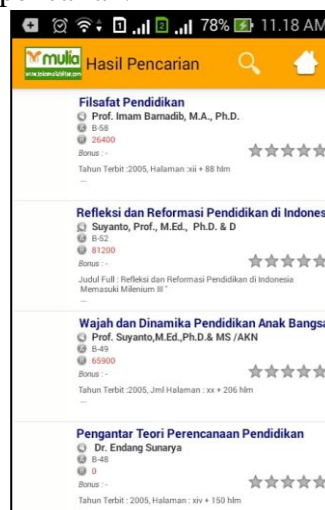 78% 11.18 AM
mulia
Hasil Pencarian
Filsafat Pendidikan
Prof. Imam Barnadib, M.A., Ph.D.
B-58
26400
Bonus : -
Tahun Terbit :2005, Halaman :xii + 88 hlm
...
Refleksi dan Reformasi Pendidikan di Indones
Suyanto, Prof., M.Ed., Ph.D. & D
B-52
81200
Bonus : -
Judul Full : Refleksi dan Reformasi Pendidikan di Indonesia
Memasuki Milenium III "
...
Wajah dan Dinamika Pendidikan Anak Bangsa
Prof. Suyanto,M.Ed.,Ph.D.& MS /AKN
B-49
65900
Bonus : -
Tahun Terbit :2005, Jml Halaman : xx + 206 hlm
...
Pengantar Teori Perencanaan Pendidikan
Dr. Endang Sunarya
B-48
0
Bonus : -
Tahun Terbit : 2005, Halaman : xiv + 150 hlm